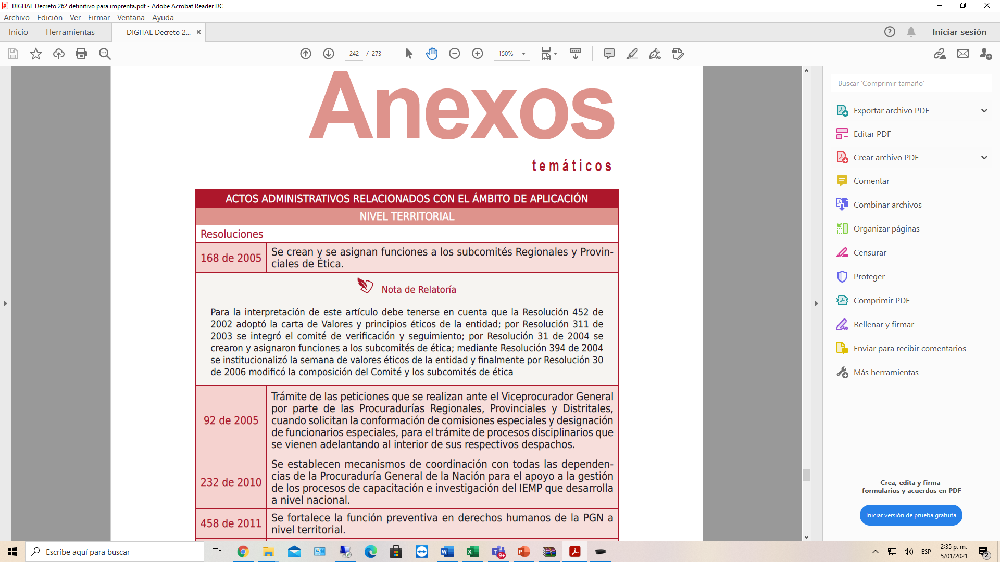 DIGITAL Decreto 262 definitivo para imprenta.pdf - Adobe Acrobat Reader DC
Archivo Edición Ver Firmar Ventana Ayuda
Inicio Herramientas DIGITAL Decreto 2... Iniciar sesión
242 / 273 150%
Anexos
temáticos
ACTOS ADMINISTRATIVOS RELACIONADOS CON EL ÁMBITO DE APLICACIÓN
NIVEL TERRITORIAL
Resoluciones
168 de 2005
Se crean y se asignan funciones a los subcomités Regionales y Provin-
ciales de Ética.
Nota de Relatoría
Para la interpretación de este artículo debe tenerse en cuenta que la Resolución 452 de
2002 adoptó la carta de Valores y principios éticos de la entidad; por Resolución 311 de
2003 se integró el comité de verificación y seguimiento; por Resolución 31 de 2004 se
crearon y asignaron funciones a los subcomités de ética; mediante Resolución 394 de 2004
se institucionalizó la semana de valores éticos de la entidad y finalmente por Resolución 30
de 2006 modificó la composición del Comité y los subcomités de ética
92 de 2005
Trámite de las peticiones que se realizan ante el Viceprocurador General
por parte de las Procuradurías Regionales, Provinciales y Distritales,
cuando solicitan la conformación de comisiones especiales y designación
de funcionarios especiales, para el trámite de procesos disciplinarios que
se vienen adelantando al interior de sus respectivos despachos.
232 de 2010
Se establecen mecanismos de coordinación con todas las dependen-
cias de la Procuraduría General de la Nación para el apoyo a la gestión
de los procesos de capacitación e investigación del IEMP que desarrolla
a nivel nacional.
458 de 2011
Se fortalece la función preventiva en derechos humanos de la PGN a
nivel territorial.
Buscar 'Comprimir tamaño'
Exportar archivo PDF
Editar PDF
Crear archivo PDF
Comentar
Combinar archivos
Organizar páginas
Censurar
Proteger
Comprimir PDF
Rellenar y firmar
Enviar para recibir comentarios
Más herramientas
Crea, edita y firma
formularios y acuerdos en PDF
Iniciar versión de prueba gratuita
Escribe aquí para buscar
9+
ESP
2:35 p. m.
5/01/2021
2